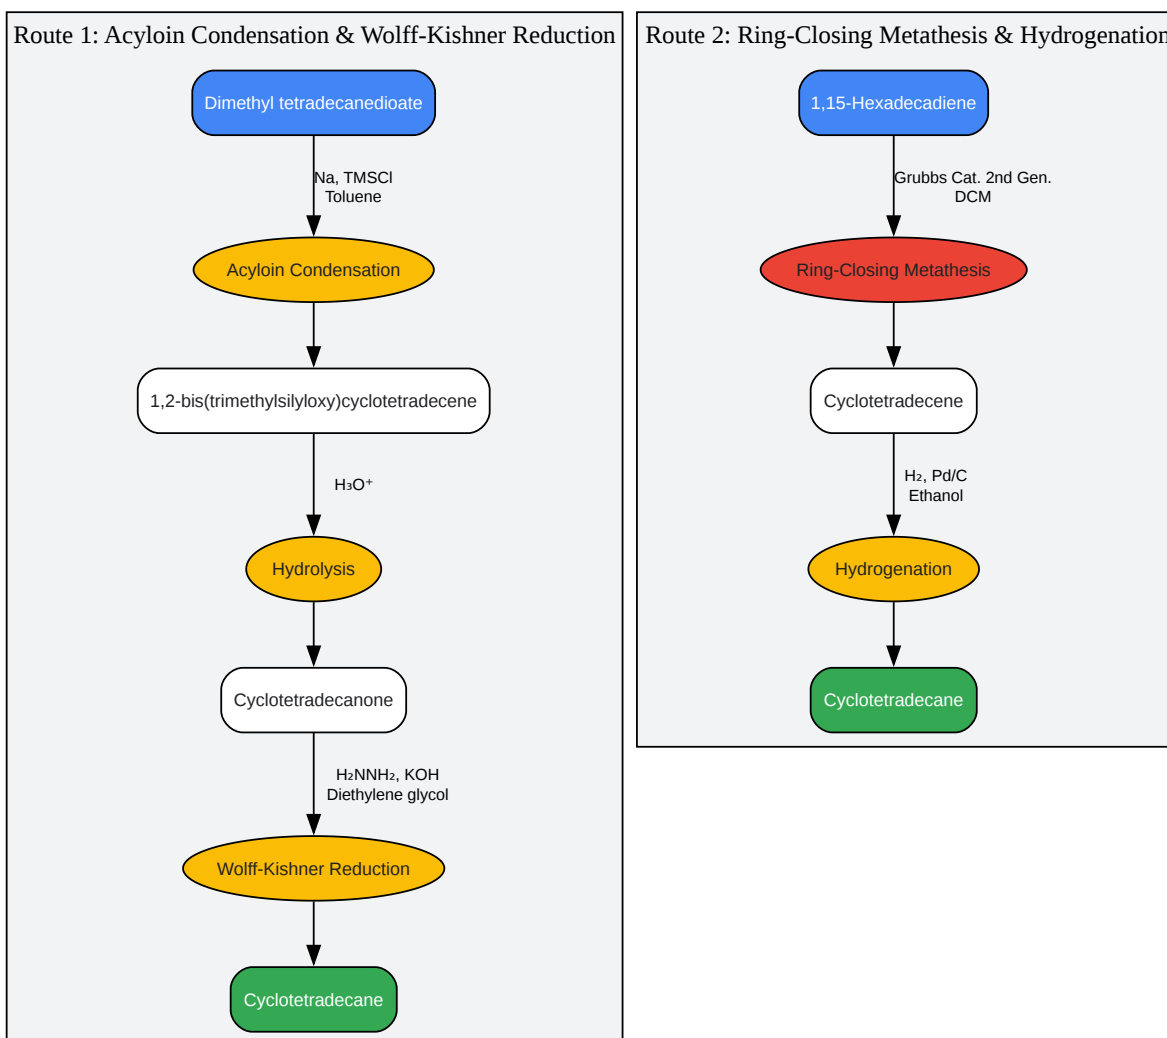 Route 1: Acyloin Condensation & Wolff-Kishner Reduction
Dimethyl tetradecanedioate
Na, TMSCl
Toluene
Acyloin Condensation
1,2-bis(trimethylsilyloxy)cyclotetradecene
H₃O⁺
Hydrolysis
Cyclotetradecanone
H₂NNH₂, KOH
Diethylene glycol
Wolff-Kishner Reduction
Cyclotetradecane
Route 2: Ring-Closing Metathesis & Hydrogenation
1,15-Hexadecadiene
Grubbs Cat. 2nd Gen.
DCM
Ring-Closing Metathesis
Cyclotetradecene
H₂, Pd/C
Ethanol
Hydrogenation
Cyclotetradecane